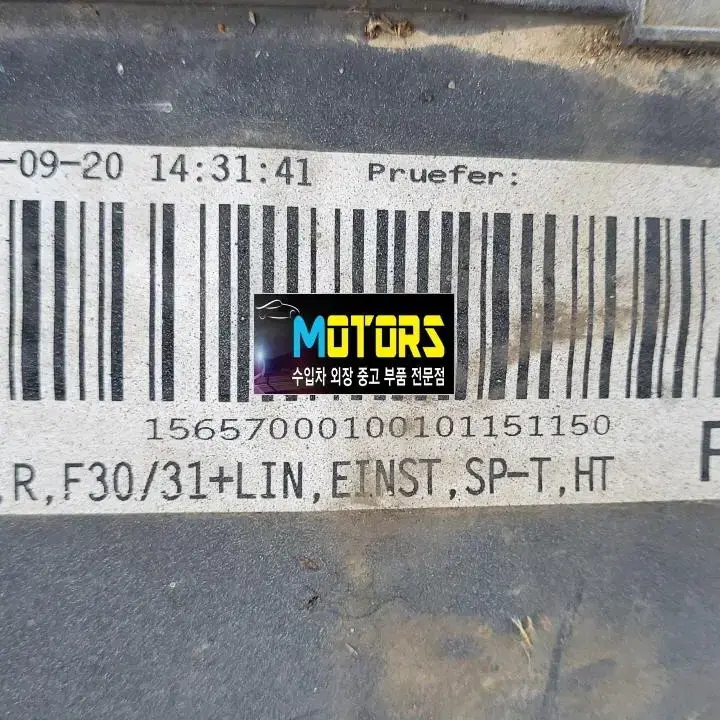 -09-20 14:31:41 Pruefer:
MOTORS
수입차 외장 중고 부품 전문점
15657000100101151150
,R,F30/31+LIN,EINST,SP-T,HT